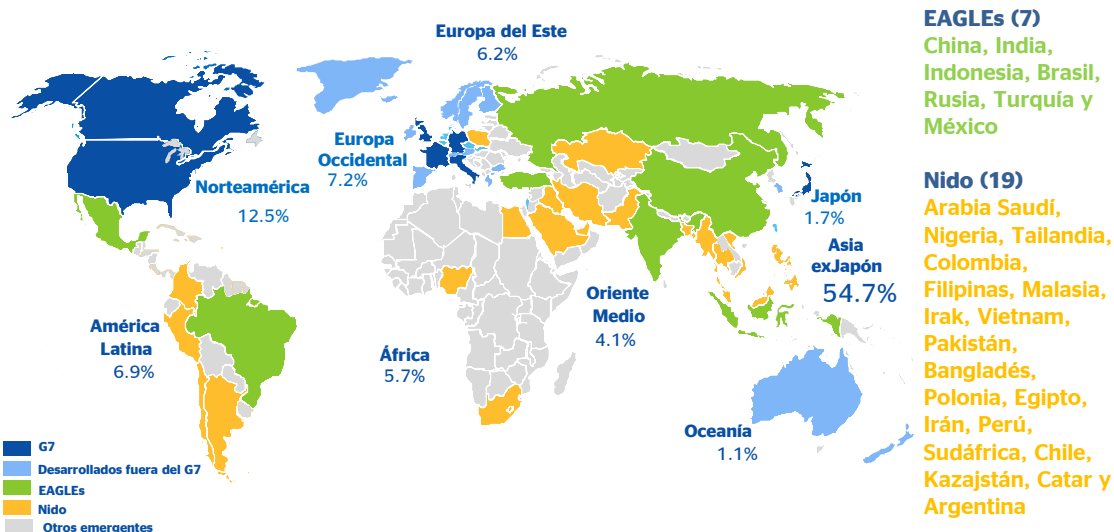 Europa del Este
6.2%
Europa
Occidental
7.2%
Norteamérica
12.5%
Japón
1.7%
Asia
exJapón
54.7%
Oriente
Medio
4.1%
América
Latina
6.9%
África
5.7%
Oceanía
1.1%
G7
Desarrollados fuera del G7
EAGLEs
Nido
Otros emergentes
EAGLEs (7)
China, India,
Indonesia, Brasil,
Rusia, Turquía y
México
Nido (19)
Arabia Saudí,
Nigeria, Tailandia,
Colombia,
Filipinas, Malasia,
Irak, Vietnam,
Pakistán,
Bangladés,
Polonia, Egipto,
Irán, Perú,
Sudáfrica, Chile,
Kazajstán, Catar y
Argentina